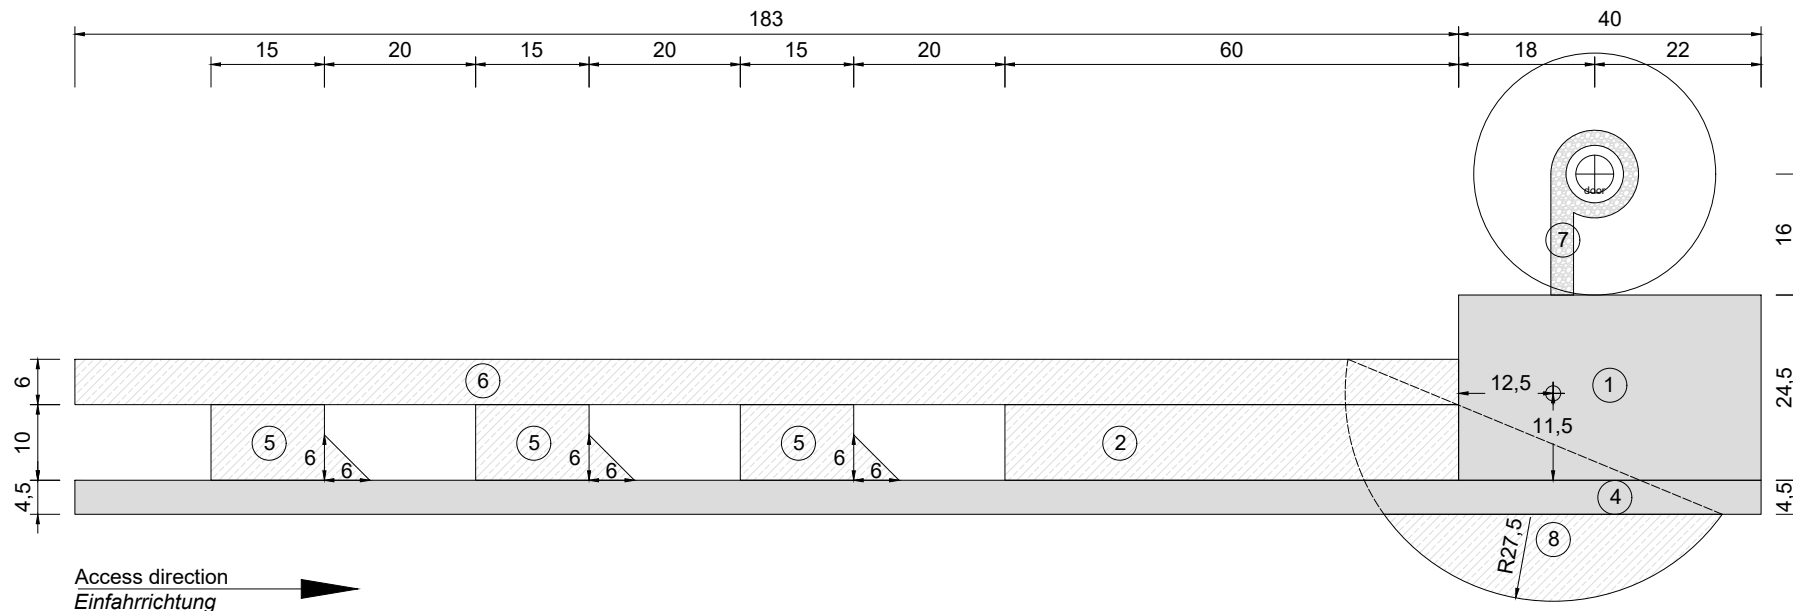 183 40
15 20 15 20 15 20 60 18 22
door
16
7
6 6 12,5 1 24,5
11,5
10 5 6 6 5 6 6 5 6 6 2
4,5 4 4,5
R27,5 8
Access direction
Einfahrrichtung